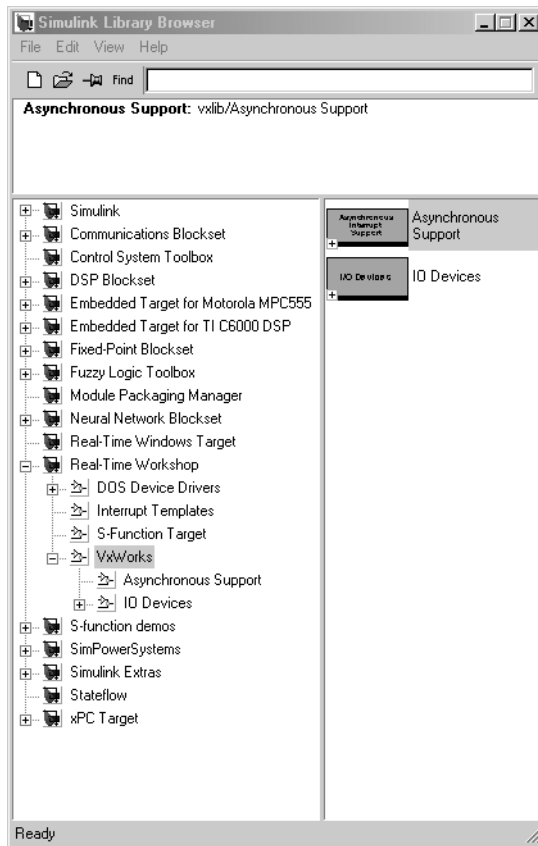 Simulink Library Browser
File Edit View Help
Find
Asynchronous Support: vxlib/Asynchronous Support
Simulink
Communications Blockset
Control System Toolbox
DSP Blockset
Embedded Target for Motorola MPC555
Embedded Target for TI C6000 DSP
Fixed-Point Blockset
Fuzzy Logic Toolbox
Module Packaging Manager
Neural Network Blockset
Real-Time Windows Target
Real-Time Workshop
DOS Device Drivers
Interrupt Templates
S-Function Target
VxWorks
Asynchronous Support
IO Devices
S-function demos
SimPowerSystems
Simulink Extras
Stateflow
xPC Target
Asynchronous
Interrupt
Support
Asynchronous
Support
I/O Devices
IO Devices
Ready